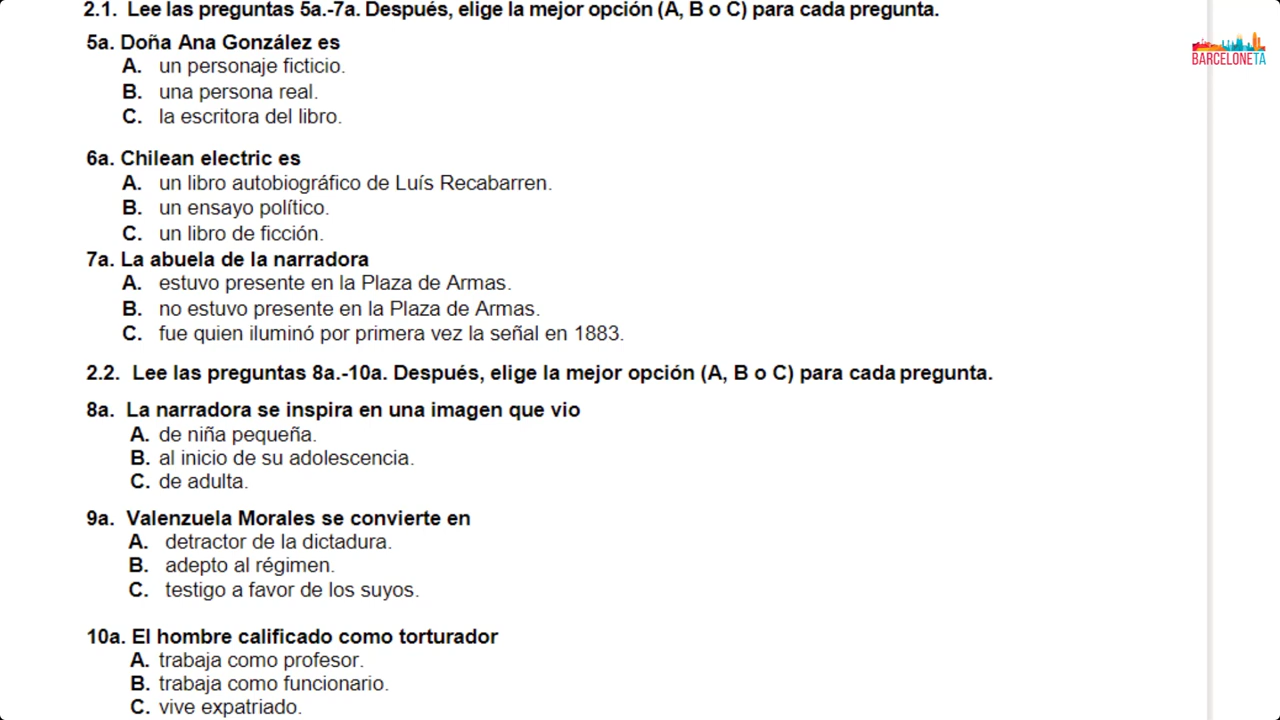 2.1. Lee las preguntas 5a.-7a. Después, elige la mejor opción (A, B o C) para cada pregunta.
BARCELONETA
5a. Doña Ana González es
A. un personaje ficticio.
B. una persona real.
C. la escritora del libro.
6a. Chilean electric es
A. un libro autobiográfico de Luís Recabarren.
B. un ensayo político.
C. un libro de ficción.
7a. La abuela de la narradora
A. estuvo presente en la Plaza de Armas.
B. no estuvo presente en la Plaza de Armas.
C. fue quien iluminó por primera vez la señal en 1883.
2.2. Lee las preguntas 8a.-10a. Después, elige la mejor opción (A, B o C) para cada pregunta.
8a. La narradora se inspira en una imagen que vio
A. de niña pequeña.
B. al inicio de su adolescencia.
C. de adulta.
9a. Valenzuela Morales se convierte en
A. detractor de la dictadura.
B. adepto al régimen.
C. testigo a favor de los suyos.
10a. El hombre calificado como torturador
A. trabaja como profesor.
B. trabaja como funcionario.
C. vive expatriado.